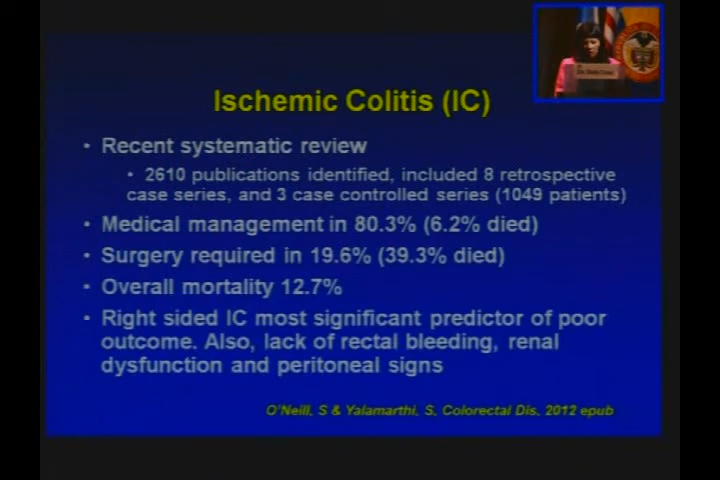 Ischemic Colitis (IC)
• Recent systematic review
• 2610 publications identified, included 8 retrospective
case series, and 3 case controlled series (1049 patients)
• Medical management in 80.3% (6.2% died)
• Surgery required in 19.6% (39.3% died)
• Overall mortality 12.7%
• Right sided IC most significant predictor of poor
outcome. Also, lack of rectal bleeding, renal
dysfunction and peritoneal signs
O'Neill, S & Yalamarthi, S, Colorectal Dis, 2012 epub